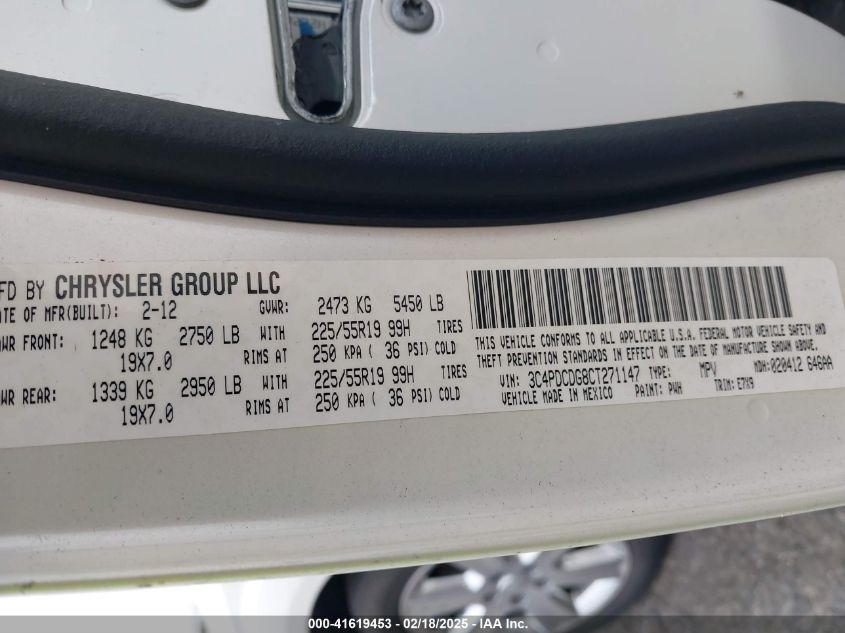 FD BY CHRYSLER GROUP LLC
ATE OF MFR(BUILT): 2-12 GVWR: 2473 KG 5450 LB
WR FRONT: 1248 KG 2750 LB WITH 225/55R19 99H TIRES
19X7.0 RIMS AT 250 KPA ( 36 PSI) COLD
WR REAR: 1339 KG 2950 LB WITH 225/55R19 99H TIRES
19X7.0 RIMS AT 250 KPA ( 36 PSI) COLD
THIS VEHICLE CONFORMS TO ALL APPLICABLE U.S.A. FEDERAL MOTOR VEHICLE SAFETY AND
THEFT PREVENTION STANDARDS IN EFFECT ON THE DATE OF MANUFACTURE SHOWN ABOVE.
VIN: 3C4PDCDG8CT271147 TYPE: MPV MDH:020412 646AA
VEHICLE MADE IN MEXICO PAINT: PWH TRIM: E7X9
000-41619453 - 02/18/2025 - IAA Inc.